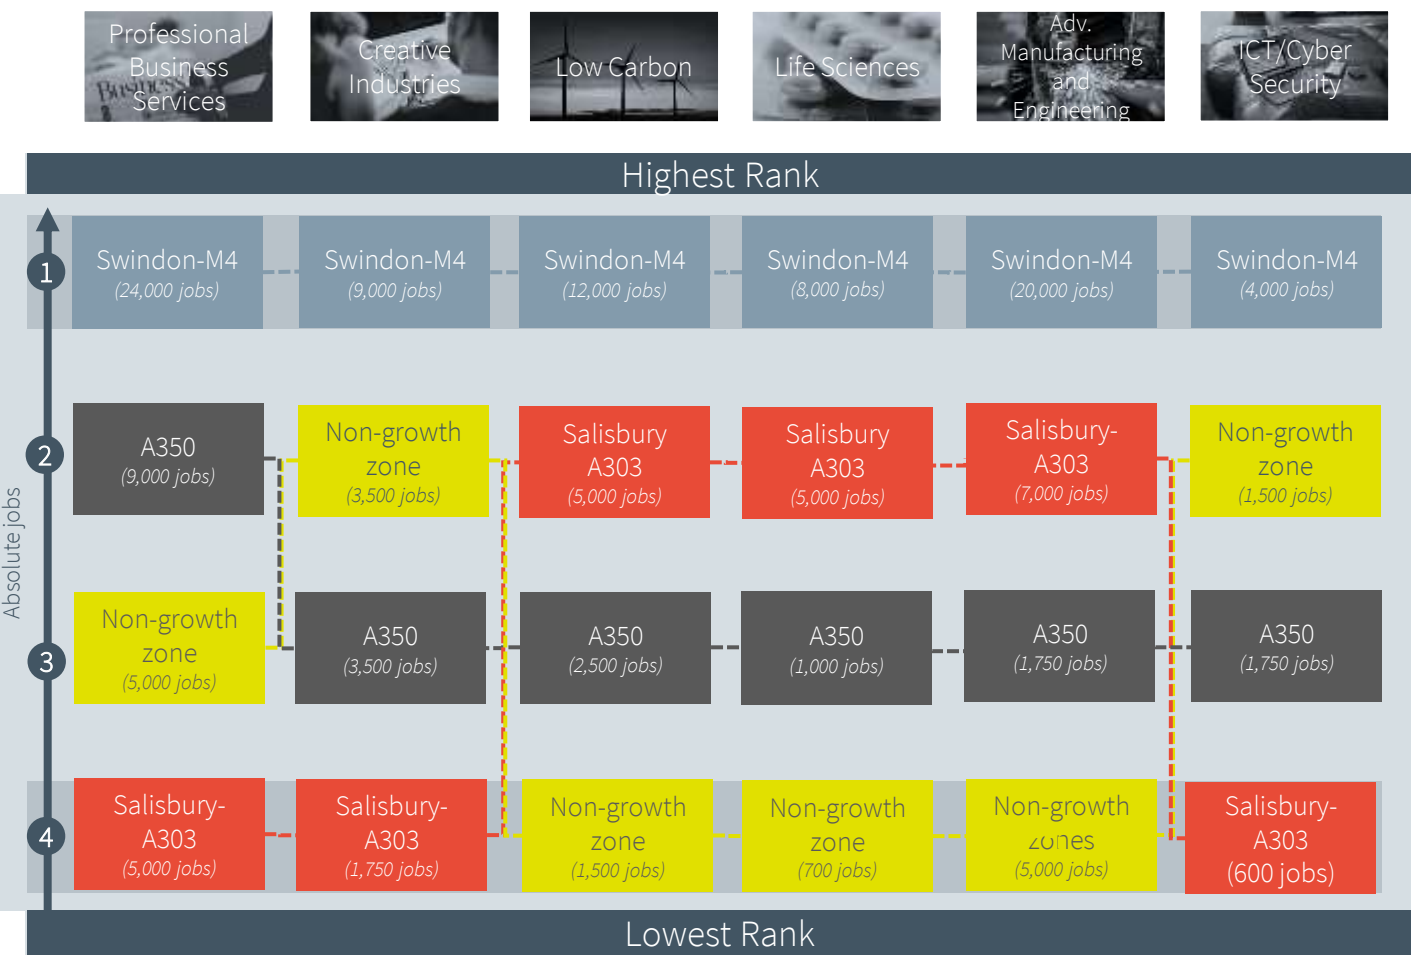 Professional
Business
Services
Creative
Industries
Low Carbon
Life Sciences
Adv.
Manufacturing
and
Engineering
ICT/Cyber
Security
Business
Highest Rank
1
Swindon-M4
(24,000 jobs)
Swindon-M4
(9,000 jobs)
Swindon-M4
(12,000 jobs)
Swindon-M4
(8,000 jobs)
Swindon-M4
(20,000 jobs)
Swindon-M4
(4,000 jobs)
2
A350
(9,000 jobs)
Non-growth
zone
(3,500 jobs)
Salisbury
A303
(5,000 jobs)
Salisbury
A303
(5,000 jobs)
Salisbury-
A303
(7,000 jobs)
Non-growth
zone
(1,500 jobs)
Absolute jobs
3
Non-growth
zone
(5,000 jobs)
A350
(3,500 jobs)
A350
(2,500 jobs)
A350
(1,000 jobs)
A350
(1,750 jobs)
A350
(1,750 jobs)
4
Salisbury-
A303
(5,000 jobs)
Salisbury-
A303
(1,750 jobs)
Non-growth
zone
(1,500 jobs)
Non-growth
zone
(700 jobs)
Non-growth
zones
(5,000 jobs)
Salisbury-
A303
(600 jobs)
Lowest Rank